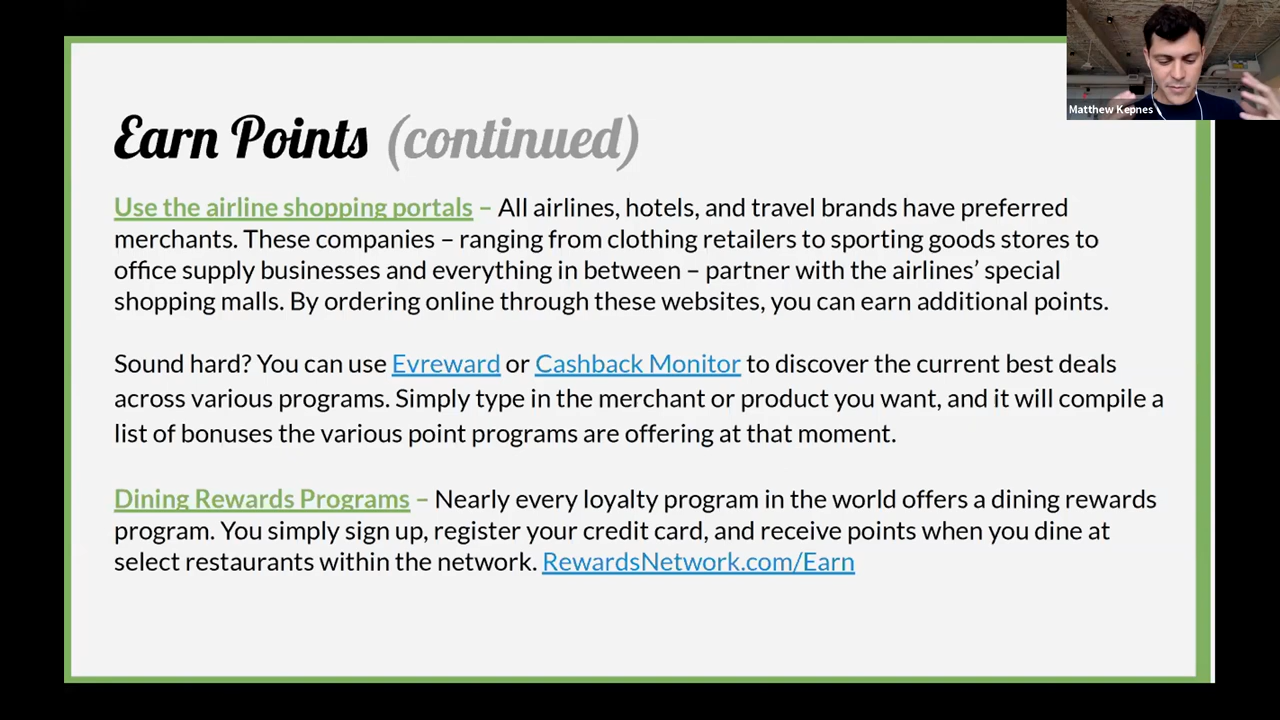 Matthew Kepnes
Earn Points (continued)
Use the airline shopping portals – All airlines, hotels, and travel brands have preferred
merchants. These companies – ranging from clothing retailers to sporting goods stores to
office supply businesses and everything in between – partner with the airlines’ special
shopping malls. By ordering online through these websites, you can earn additional points.
Sound hard? You can use Evreward or Cashback Monitor to discover the current best deals
across various programs. Simply type in the merchant or product you want, and it will compile a
list of bonuses the various point programs are offering at that moment.
Dining Rewards Programs – Nearly every loyalty program in the world offers a dining rewards
program. You simply sign up, register your credit card, and receive points when you dine at
select restaurants within the network. RewardsNetwork.com/Earn